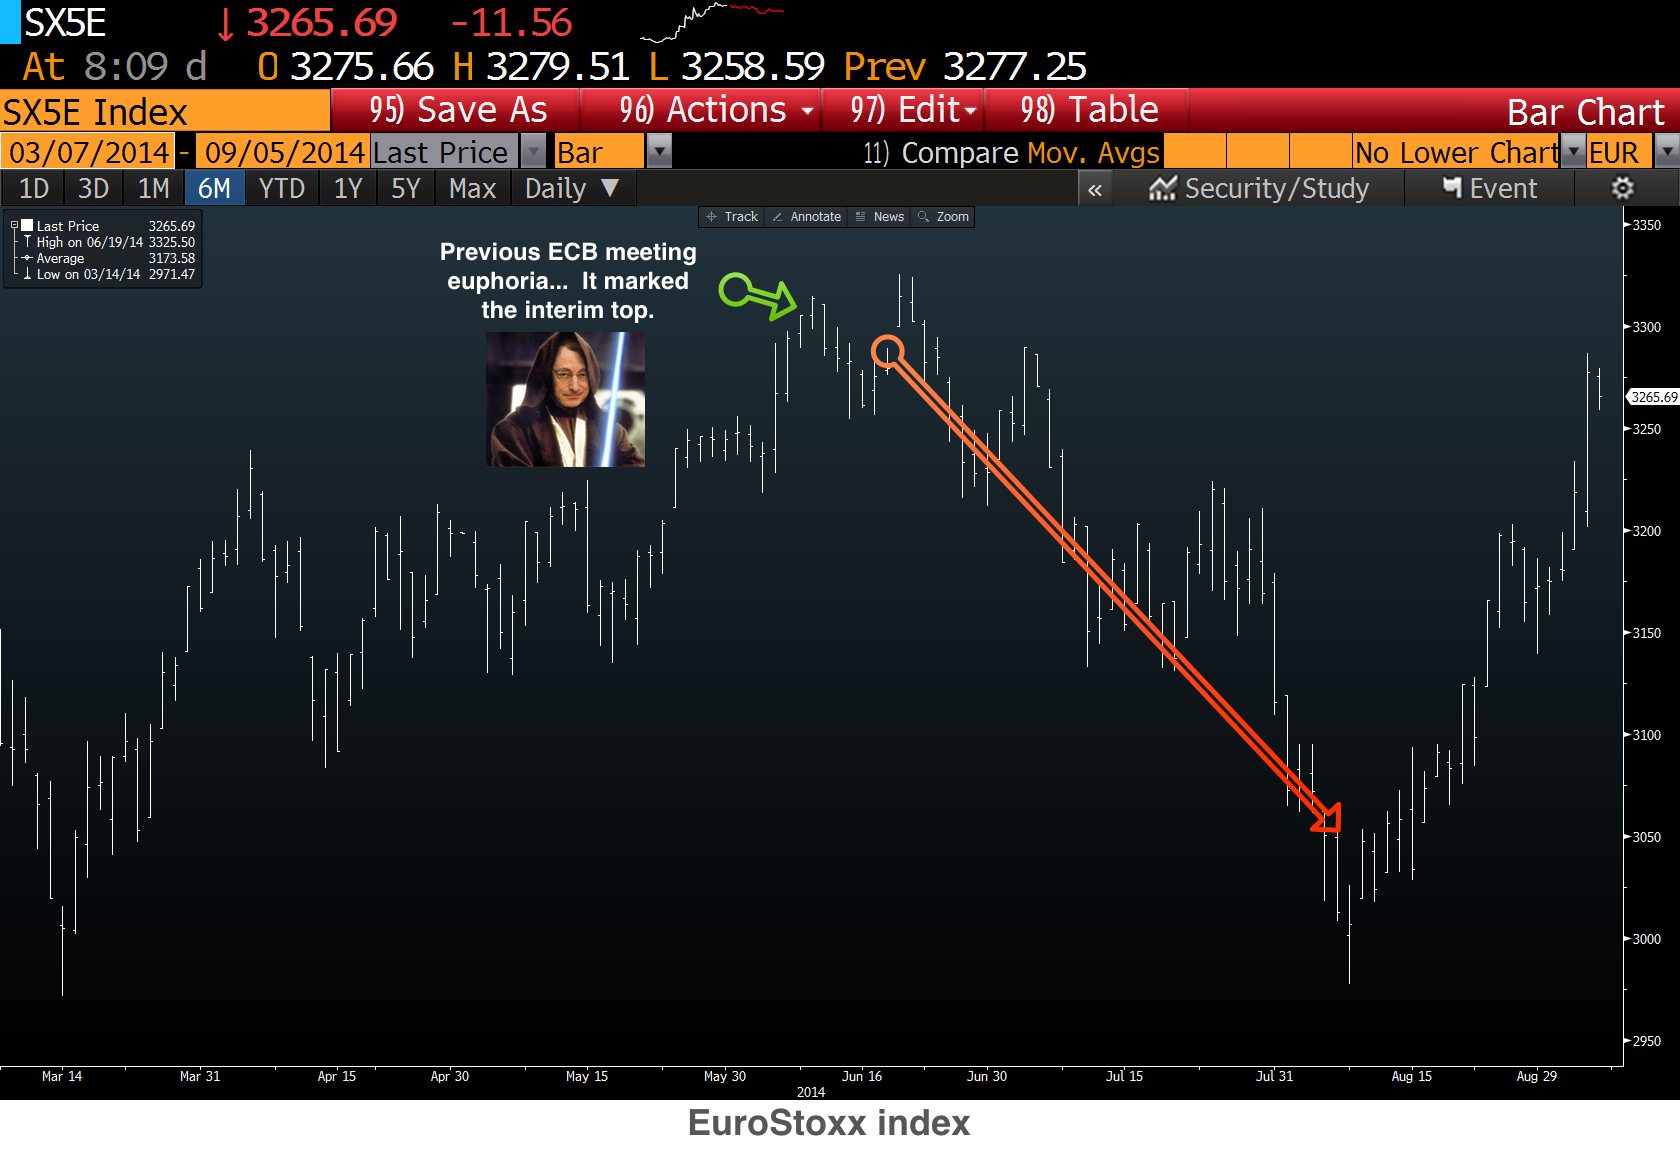 SX5E ↓ 3265.69 -11.56
At 8:09 d O 3275.66 H 3279.51 L 3258.59 Prev 3277.25
SX5E Index 95) Save As 96) Actions 97) Edit 98) Table Bar Chart
03/07/2014 - 09/05/2014 Last Price Bar 11) Compare Mov. Avgs No Lower Chart EUR
1D 3D 1M 6M YTD 1Y 5Y Max Daily ▼ « Security/Study Event
Track Annotate News Zoom
Last Price 3265.69
High on 06/19/14 3325.50
Average 3173.58
Low on 03/14/14 2971.47
Previous ECB meeting
euphoria... It marked
the interim top.
3350
3300
3265.69
3250
3200
3150
3100
3050
3000
2950
Mar 14 Mar 31 Apr 15 Apr 30 May 15 May 30 Jun 16 Jun 30 Jul 15 Jul 31 Aug 15 Aug 29
2014
EuroStoxx index